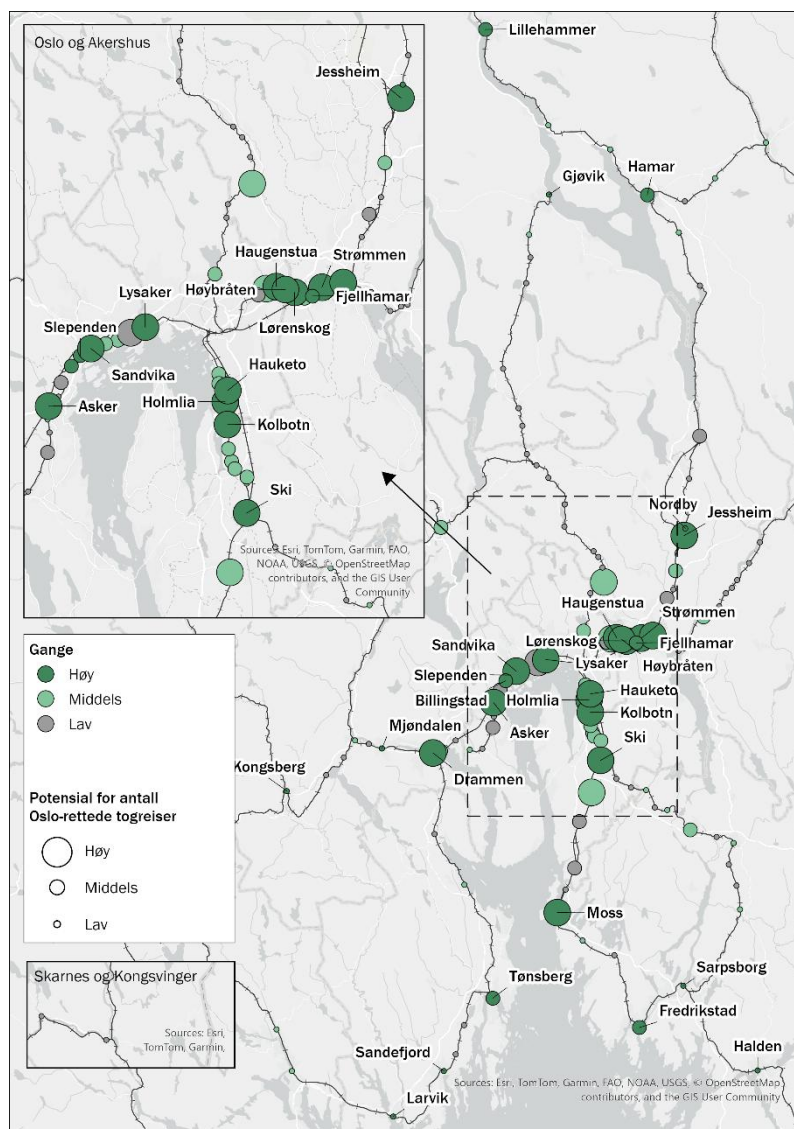 Oslo og Akershus
Jessheim
Haugenstua
Strømmen
Høybråten
Fjellhamar
Lysaker
Lørenskog
Slependen
Sandvika
Hauketo
Asker
Holmlia
Kolbotn
Ski
Sources: Esri, TomTom, Garmin, FAO,
NOAA, USGS, © OpenStreetMap
contributors, and the GIS User
Community
Lillehammer
Hamar
Gjøvik
Nordby
Jessheim
Haugenstua
Strømmen
Sandvika
Lørenskog
Fjellhamar
Lysaker
Høybråten
Slependen
Hauketo
Billingstad
Holmlia
Kolbotn
Asker
Mjøndalen
Ski
Drammen
Kongsberg
Moss
Tønsberg
Sarpsborg
Fredrikstad
Sandefjord
Halden
Larvik
Sources: Esri, TomTom, Garmin, FAO, NOAA, USGS, © OpenStreetMap
contributors, and the GIS User Community
Gange
Høy
Middels
Lav
Potensial for antall
Oslo-rettede togreiser
Høy
Middels
Lav
Skarnes og Kongsvinger
Sources: Esri,
TomTom, Garmin,